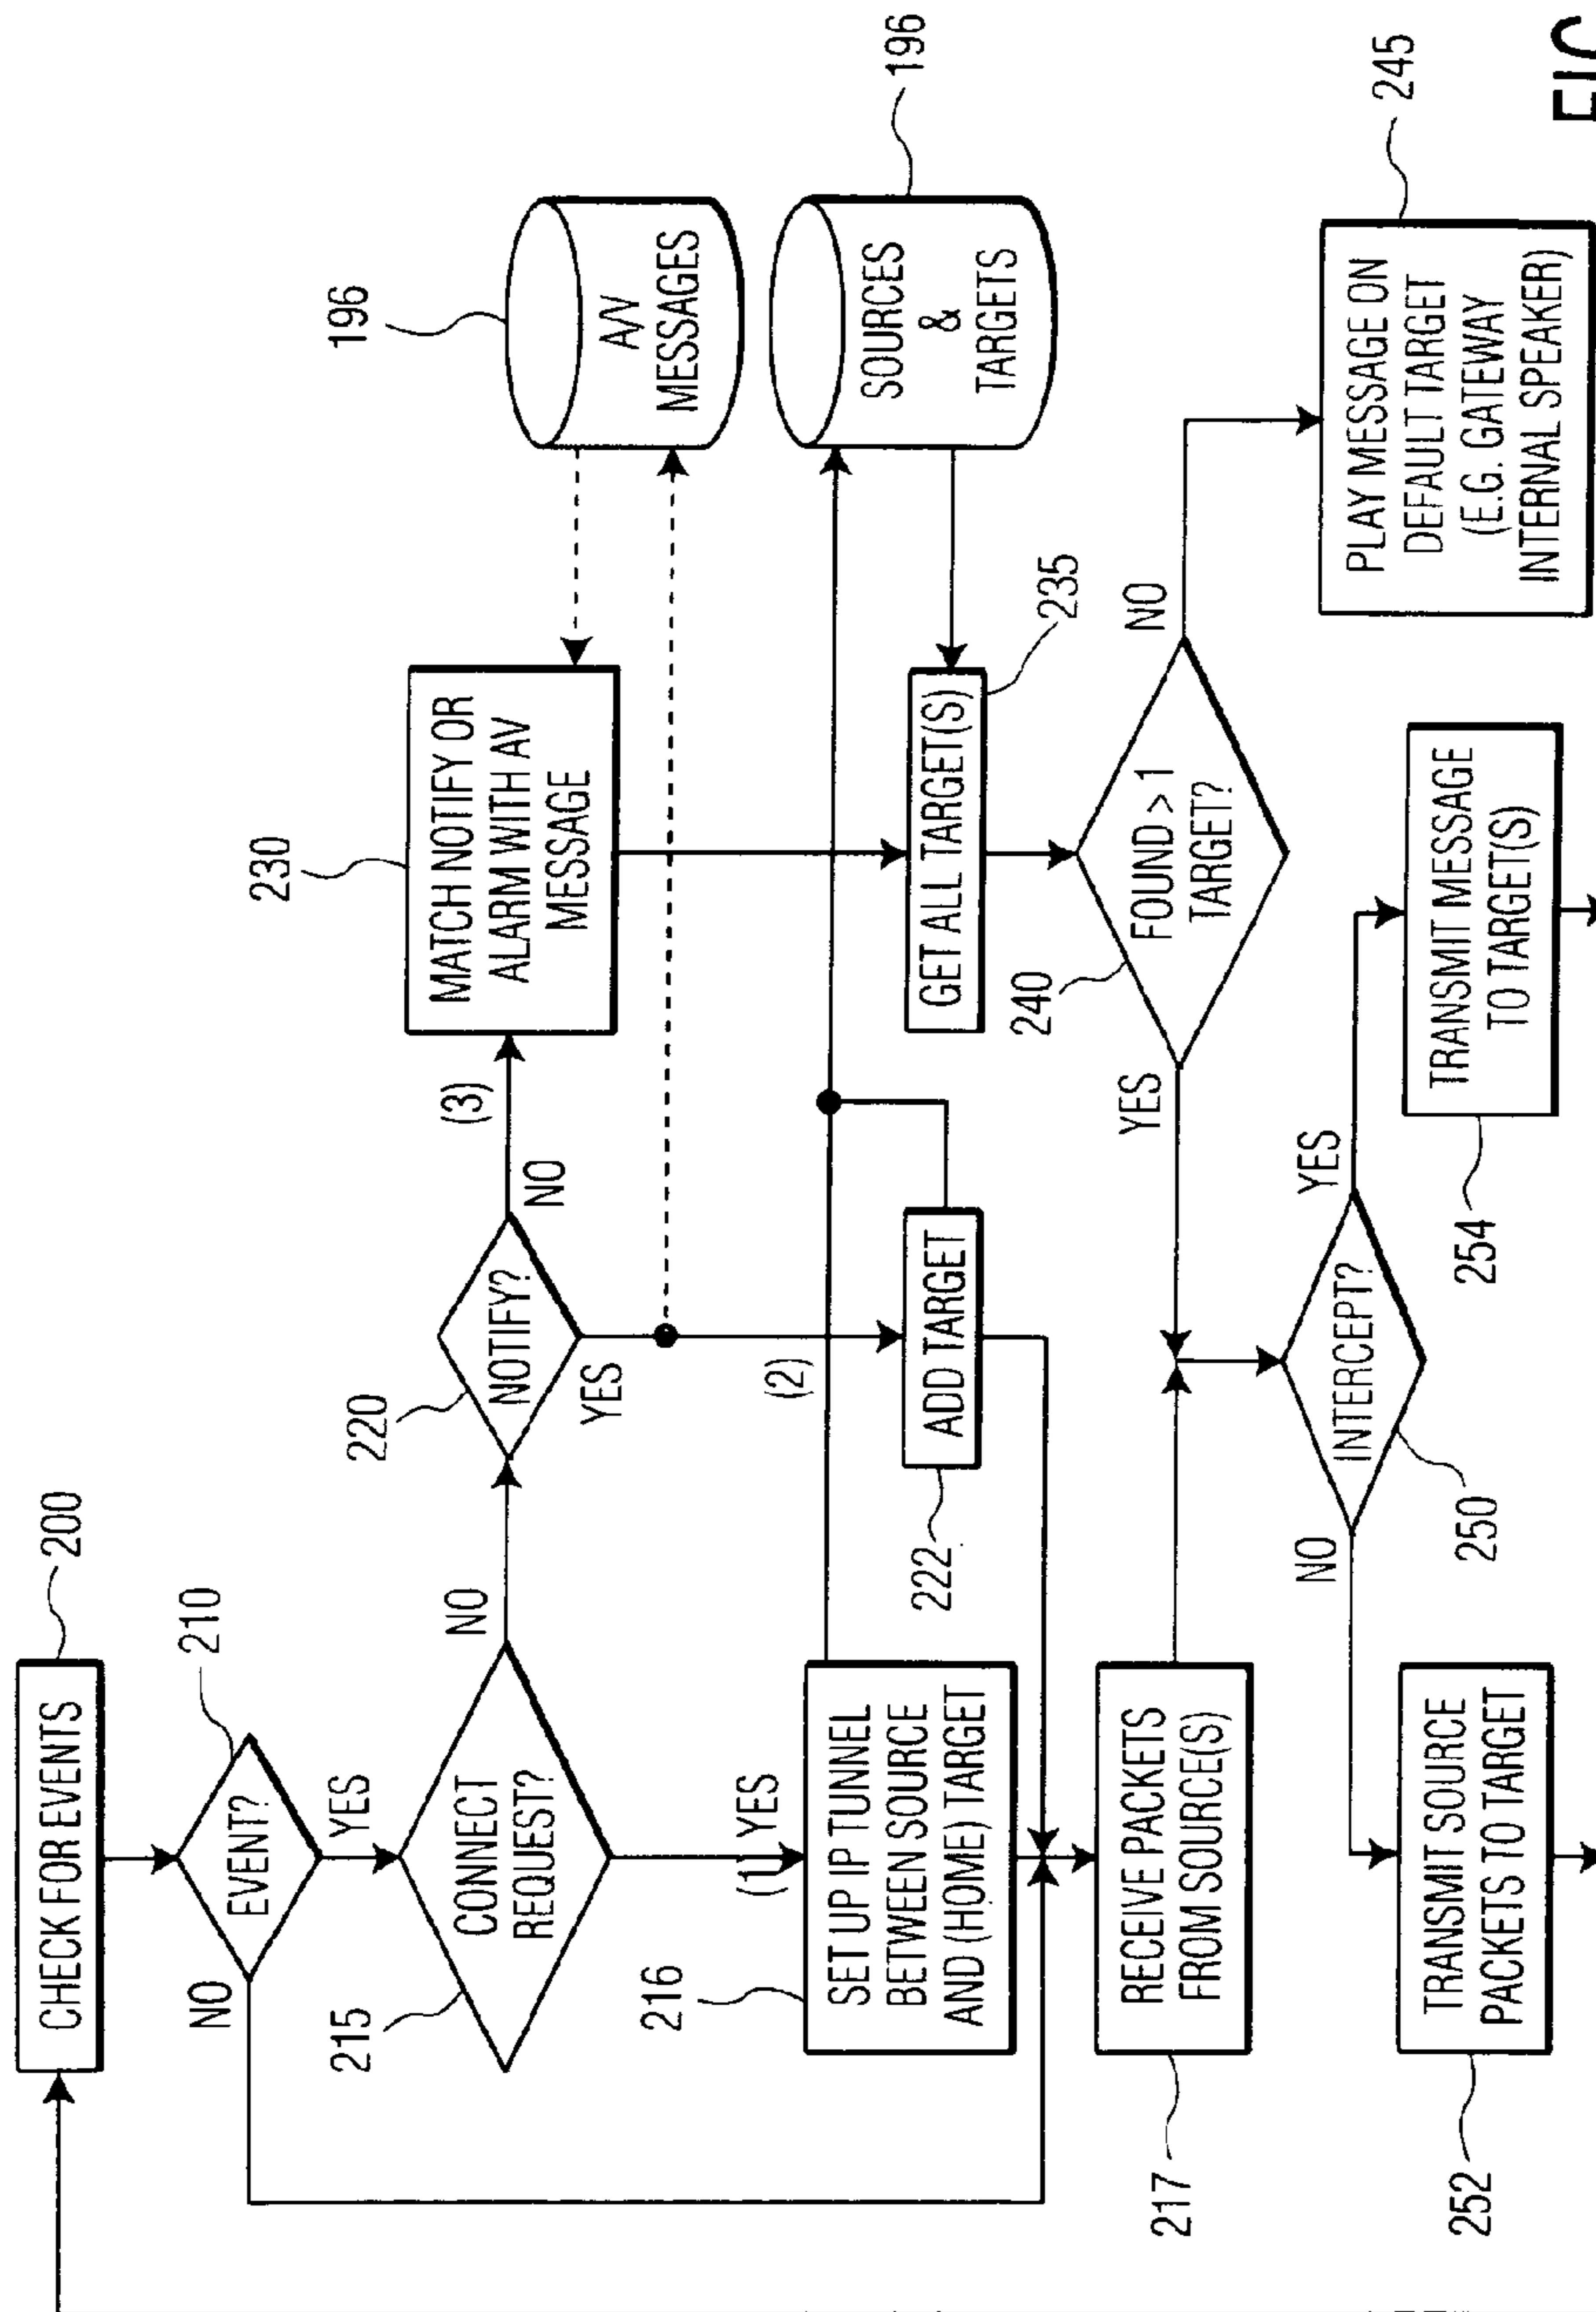 CHECK FOR EVENTS
200
210
EVENT?
NO
YES
215
CONNECT
REQUEST?
NO
(1)
YES
220
NOTIFY?
NO
YES
(3)
(2)
230
MATCH NOTIFY OR
ALARM WITH AV
MESSAGE
196
A/V
MESSAGES
196
SOURCES
&
TARGETS
216
SET UP IP TUNNEL
BETWEEN SOURCE
AND (HOME) TARGET
222
ADD TARGET
235
GET ALL TARGET(S)
240
FOUND > 1
TARGET?
YES
NO
217
RECEIVE PACKETS
FROM SOURCE(S)
245
PLAY MESSAGE ON
DEFAULT TARGET
(E.G. GATEWAY
INTERNAL SPEAKER)
250
INTERCEPT?
NO
YES
252
TRANSMIT SOURCE
PACKETS TO TARGET
254
TRANSMIT MESSAGE
TO TARGET(S)
FIG